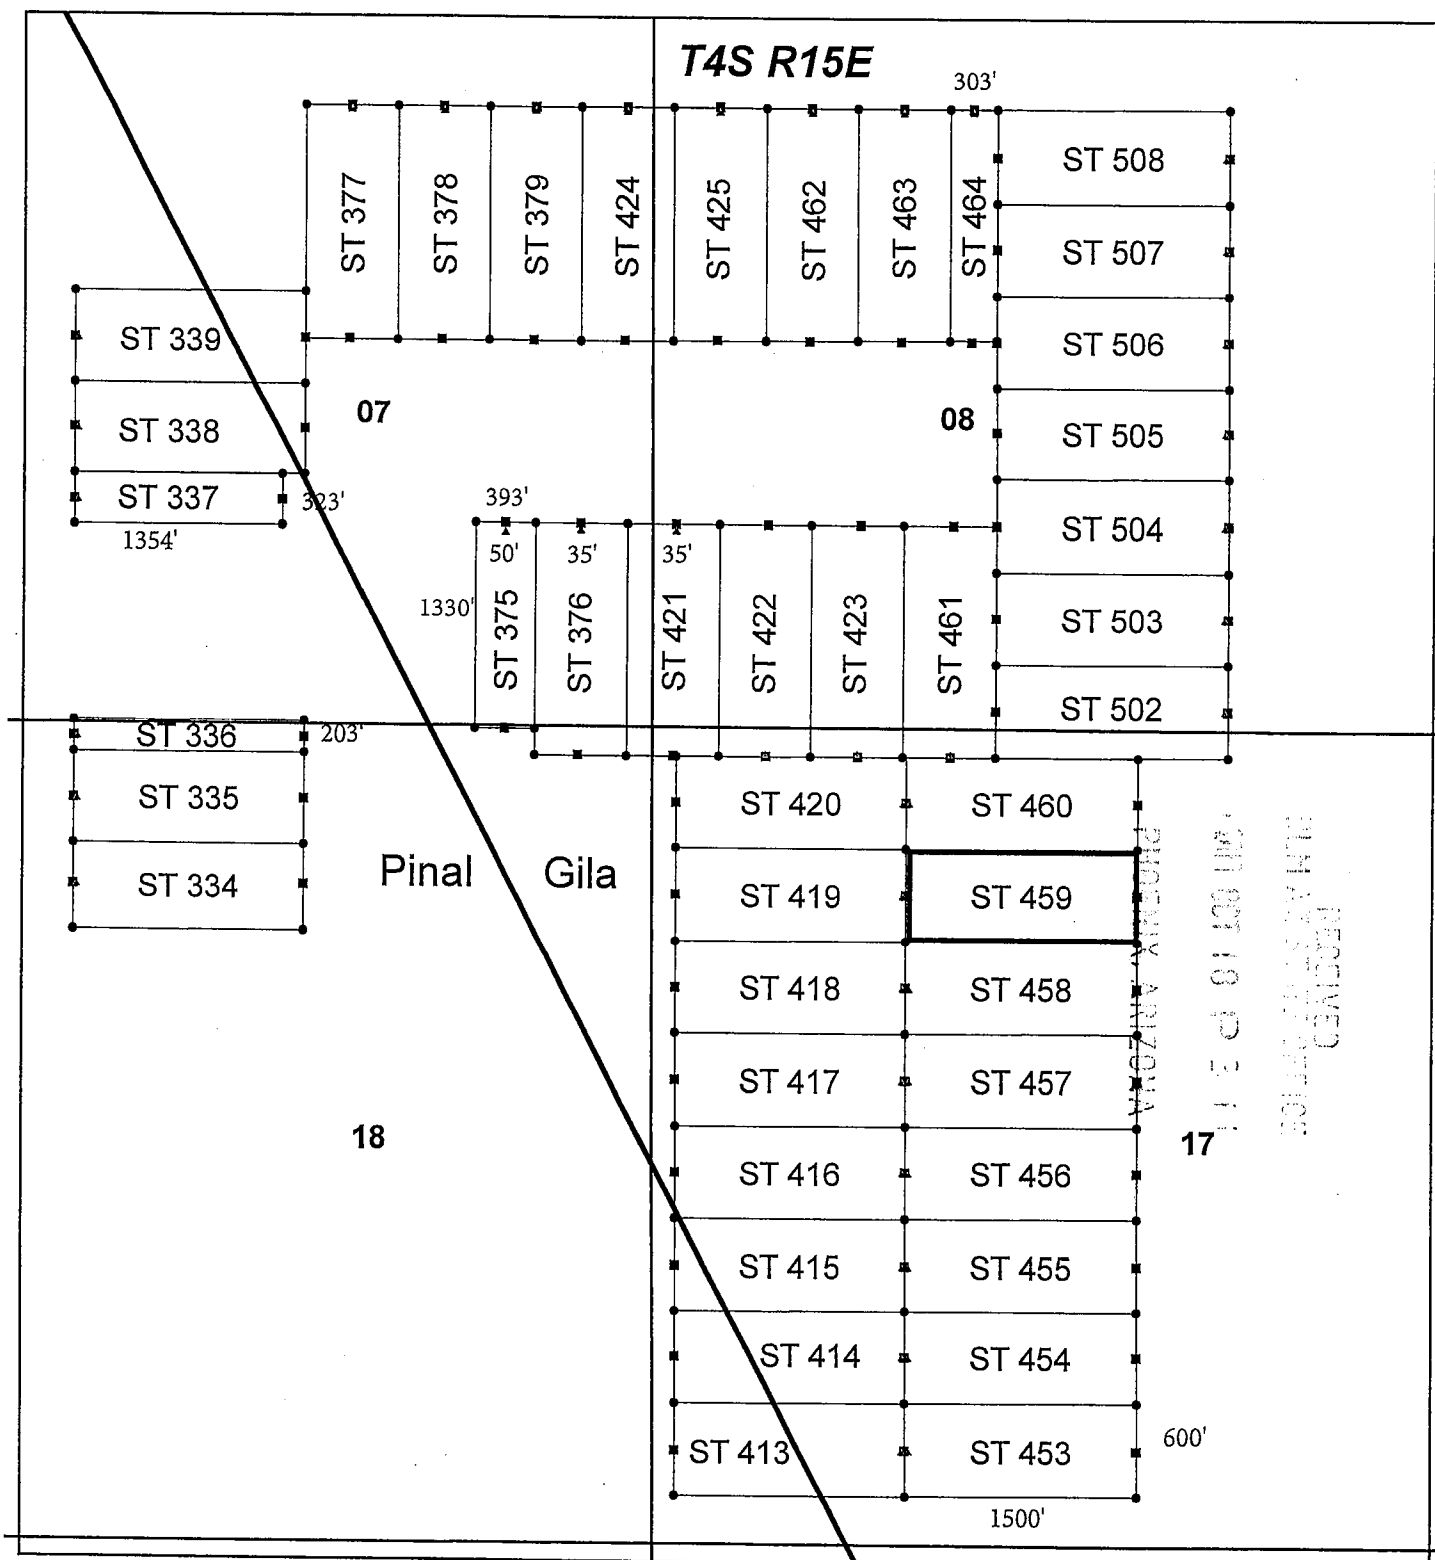 T4S R15E
303'
ST 377
ST 378
ST 379
ST 424
ST 425
ST 462
ST 463
ST 464
ST 508
ST 507
ST 506
ST 505
ST 504
ST 503
ST 502
ST 339
ST 338
ST 337
323'
1354'
07
08
393'
50'
35'
35'
1330'
ST 375
ST 376
ST 421
ST 422
ST 423
ST 461
ST 336
203'
ST 335
ST 334
Pinal
Gila
ST 420
ST 460
ST 419
ST 459
ST 418
ST 458
ST 417
ST 457
ST 416
ST 456
ST 415
ST 455
ST 414
ST 454
ST 413
ST 453
600'
1500'
18
17
RECEIVED
OCT 18 P
PHOENIX, ARIZONA